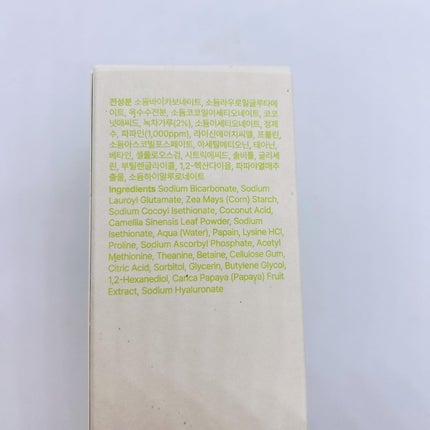 전성분 소듐바이카보네이트, 소듐라우로일글루타메
이트, 옥수수전분, 소듐코코일이세티오네이트, 코코
넛애씨드, 녹차가루(2%), 소듐이세티오네이트, 정제
수, 파파인(1,000ppm), 라이신에이치씨엘, 프롤린,
소듐아스코빌포스페이트, 아세틸메티오닌, 테아닌,
베타인, 셀룰로오스검, 시트릭애씨드, 솔비톨, 글리세
린, 부틸렌글라이콜, 1,2-헥산다이올, 파파야열매추
출물, 소듐하이알루로네이트
Ingredients Sodium Bicarbonate, Sodium
Lauroyl Glutamate, Zea Mays (Corn) Starch,
Sodium Cocoyl Isethionate, Coconut Acid,
Camellia Sinensis Leaf Powder, Sodium
Isethionate, Aqua (Water), Papain, Lysine HCl,
Proline, Sodium Ascorbyl Phosphate, Acetyl
Methionine, Theanine, Betaine, Cellulose Gum,
Citric Acid, Sorbitol, Glycerin, Butylene Glycol,
1,2-Hexanediol, Carica Papaya (Papaya) Fruit
Extract, Sodium Hyaluronate